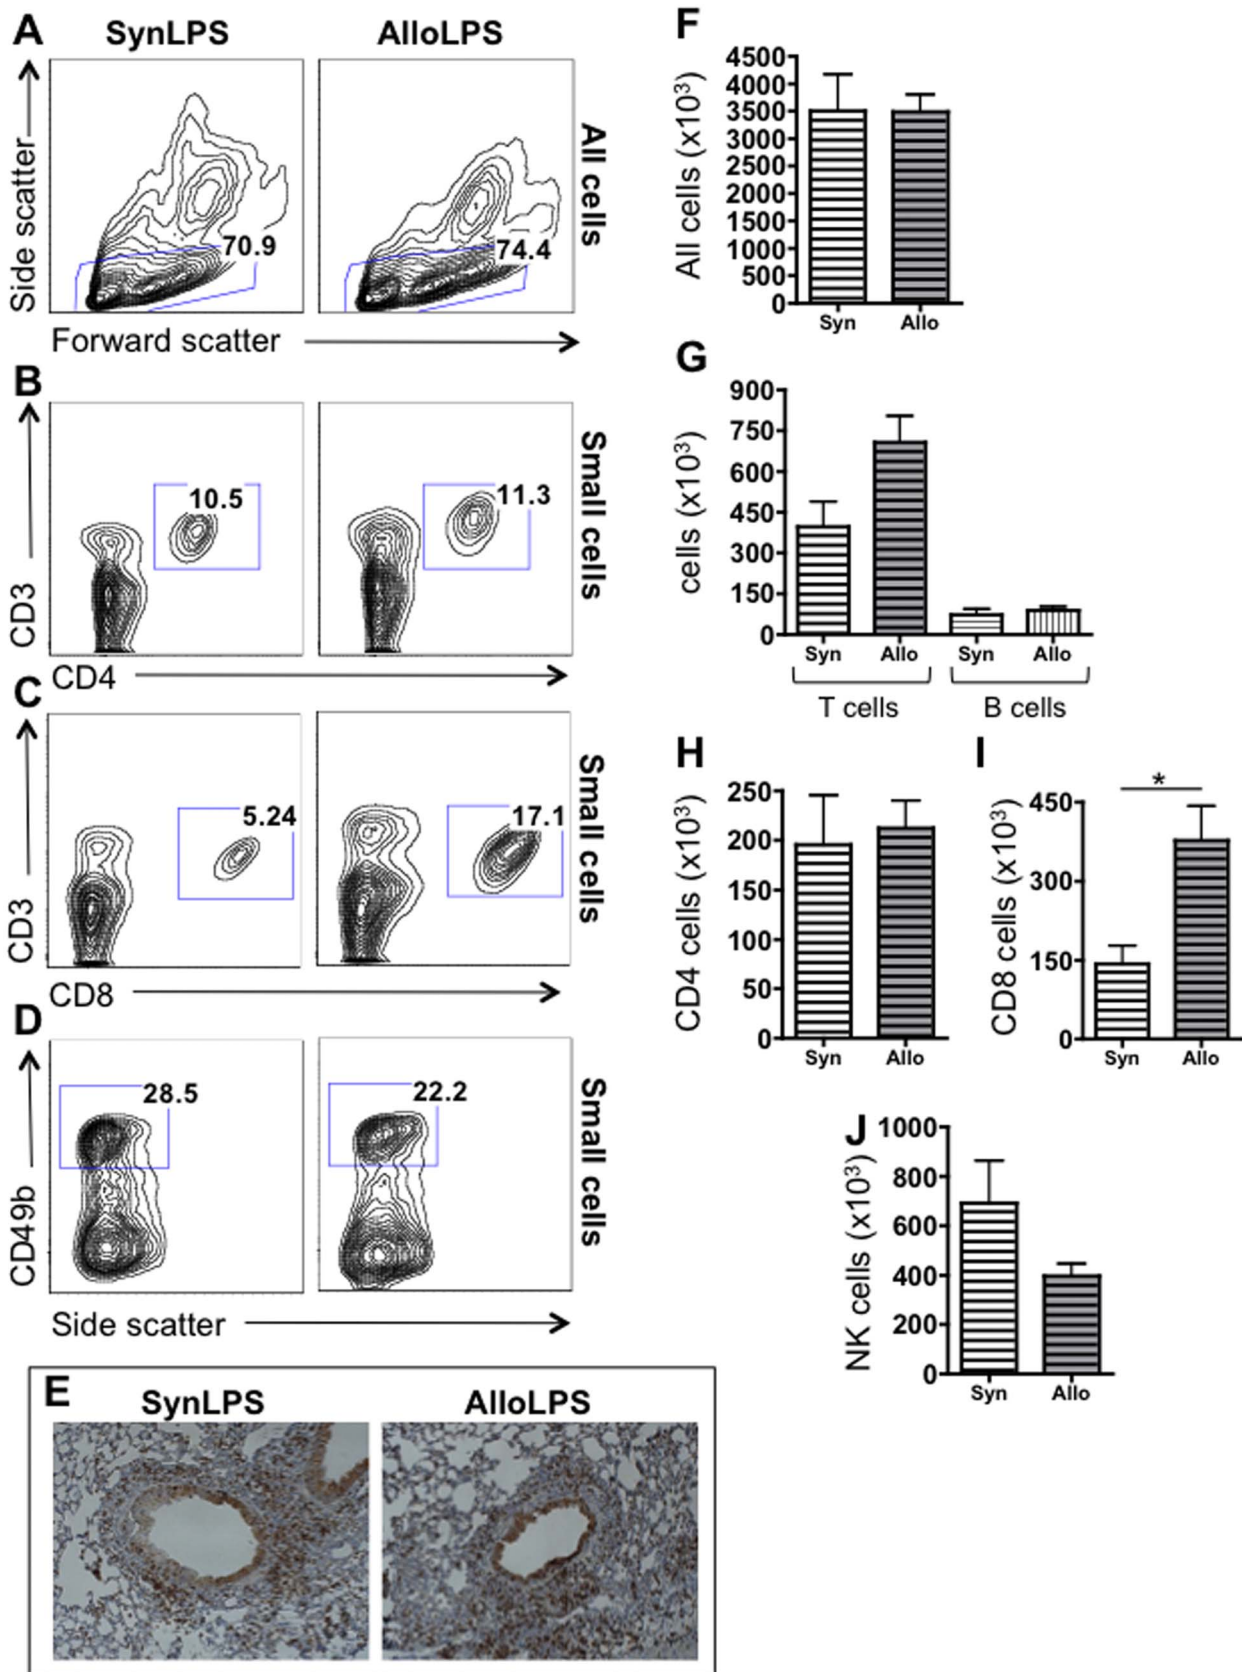 A
SynLPS
AlloLPS
Side scatter
70.9
74.4
All cells
Forward scatter
B
10.5
11.3
CD3
Small cells
CD4
C
5.24
17.1
CD3
Small cells
CD8
D
28.5
22.2
CD49b
Small cells
Side scatter
E
SynLPS
AlloLPS
F
All cells (x10³)
4500
4000
3500
3000
2500
2000
1500
1000
500
0
Syn Allo
G
cells (x10³)
900
750
600
450
300
150
0
Syn Allo Syn Allo
T cells B cells
H
CD4 cells (x10³)
250
200
150
100
50
0
Syn Allo
I
CD8 cells (x10³)
*
450
300
150
0
Syn Allo
J
NK cells (x10³)
1000
800
600
400
200
0
Syn Allo